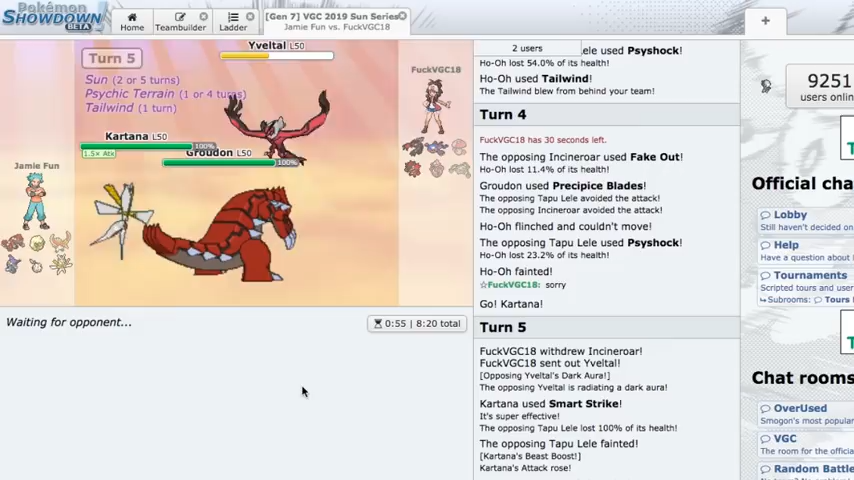 Pokémon
SHOWDOWN
BETA
Home
Teambuilder
Ladder
[Gen 7] VGC 2019 Sun Series
Jamie Fun vs. FuckVGC18
+
Turn 5
Sun (2 or 5 turns)
Psychic Terrain (1 or 4 turns)
Tailwind (1 turn)
Yveltal L50
Kartana L50
100%
1.5× Atk
Groudon L50
100%
Jamie Fun
FuckVGC18
Waiting for opponent...
0:55 | 8:20 total
2 users
Lele used Psyshock!
Ho-Oh lost 54.0% of its health!
Ho-Oh used Tailwind!
The Tailwind blew from behind your team!
Turn 4
FuckVGC18 has 30 seconds left.
The opposing Incineroar used Fake Out!
Ho-Oh lost 11.4% of its health!
Groudon used Precipice Blades!
The opposing Tapu Lele avoided the attack!
The opposing Incineroar avoided the attack!
Ho-Oh flinched and couldn't move!
The opposing Tapu Lele used Psyshock!
Ho-Oh lost 23.2% of its health!
Ho-Oh fainted!
☆FuckVGC18: sorry
Go! Kartana!
Turn 5
FuckVGC18 withdrew Incineroar!
FuckVGC18 sent out Yveltal!
[Opposing Yveltal's Dark Aura!]
The opposing Yveltal is radiating a dark aura!
Kartana used Smart Strike!
It's super effective!
The opposing Tapu Lele lost 100% of its health!
The opposing Tapu Lele fainted!
[Kartana's Beast Boost!]
Kartana's Attack rose!
9251
users onlin
Official cha
Lobby
Still haven't decided on
Help
Have a question about
Tournaments
Scripted tours and user
Subrooms: Tours
Chat rooms
OverUsed
Smogon's most popular
VGC
The room for the officia
Random Battle